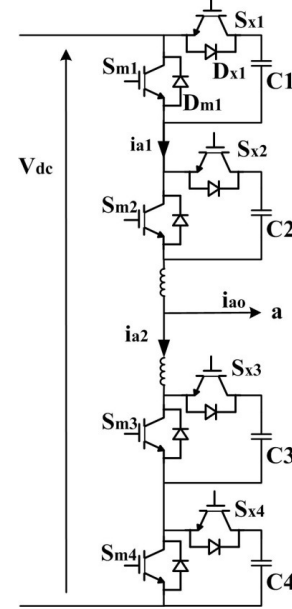 Sx1
Sm1
Dx1
C1
Dm1
ia1
Sx2
Vdc
Sm2
C2
iao
a
ia2
Sx3
Sm3
C3
Sx4
Sm4
C4